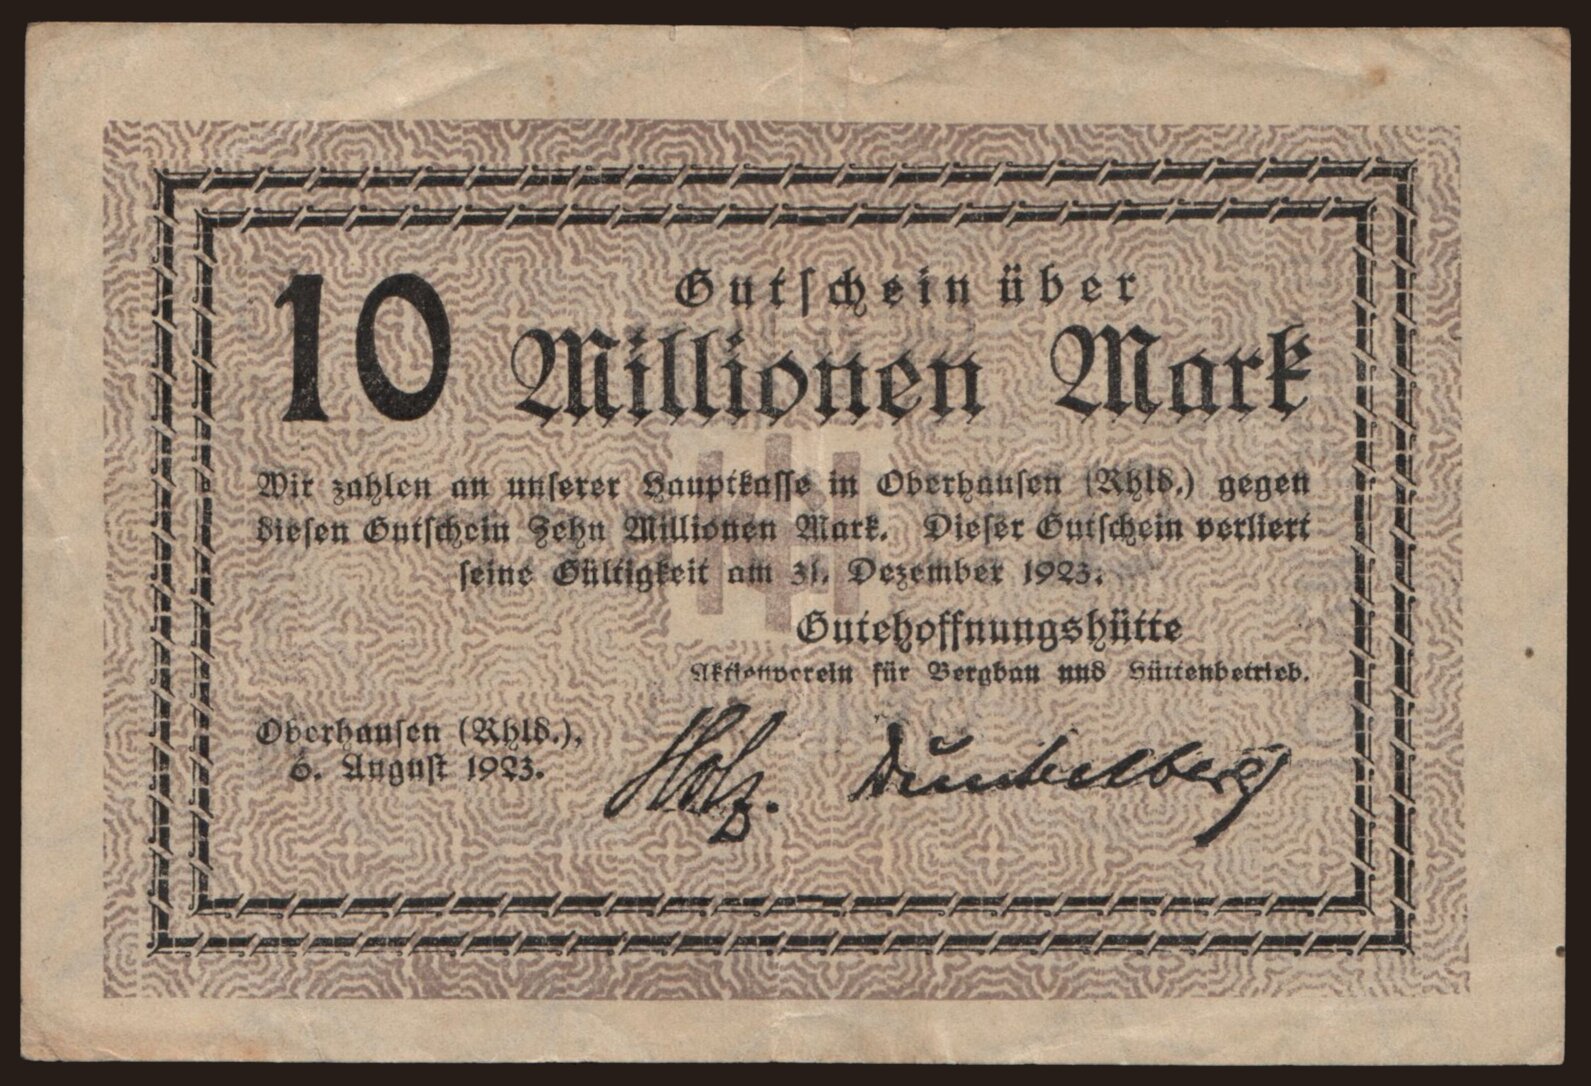 10
Gutschein über
Millionen Mark
Wir zahlen an unserer Hauptkasse in Oberhausen (Rhld.) gegen
diesen Gutschein Zehn Millionen Mark. Dieser Gutschein verliert
seine Gültigkeit am 31. Dezember 1923.
Gutehoffnungshütte
Aktienverein für Bergbau und Hüttenbetrieb.
Oberhausen (Rhld.),
6. August 1923.
Holz. Dunkelberg